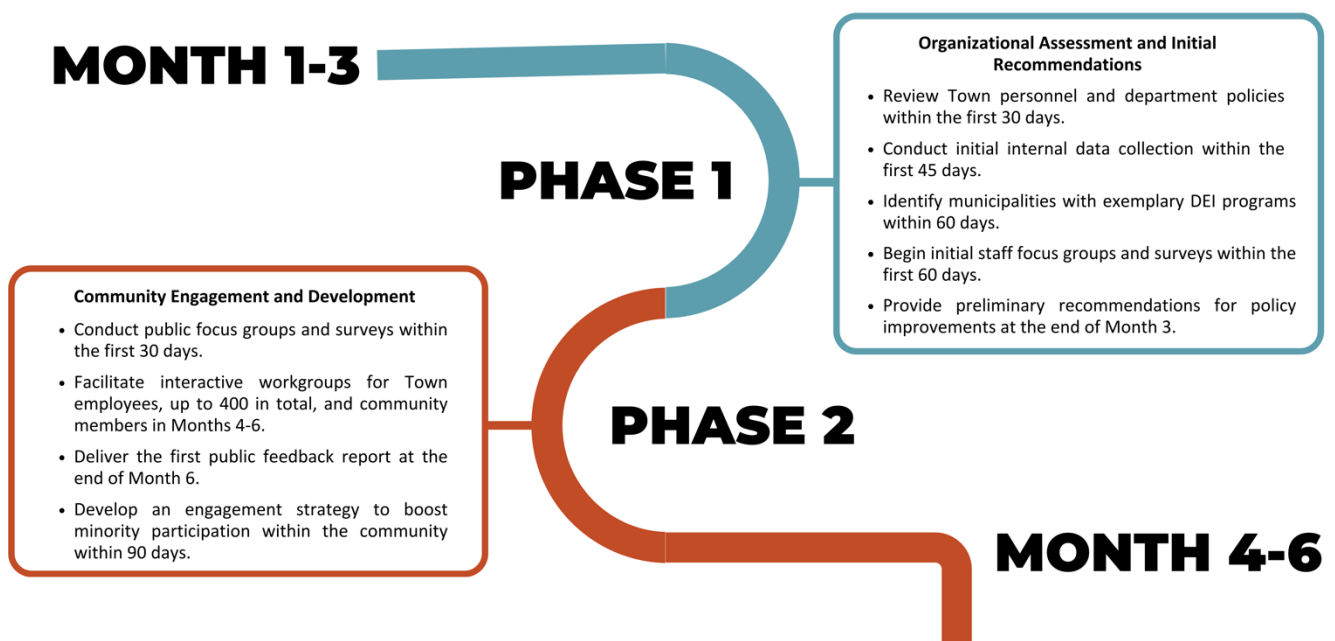 MONTH 1-3
Organizational Assessment and Initial
Recommendations
• Review Town personnel and department policies
within the first 30 days.
• Conduct initial internal data collection within the
first 45 days.
• Identify municipalities with exemplary DEI programs
within 60 days.
• Begin initial staff focus groups and surveys within the
first 60 days.
• Provide preliminary recommendations for policy
improvements at the end of Month 3.
PHASE 1
Community Engagement and Development
• Conduct public focus groups and surveys within
the first 30 days.
• Facilitate interactive workgroups for Town
employees, up to 400 in total, and community
members in Months 4-6.
• Deliver the first public feedback report at the
end of Month 6.
• Develop an engagement strategy to boost
minority participation within the community
within 90 days.
PHASE 2
MONTH 4-6